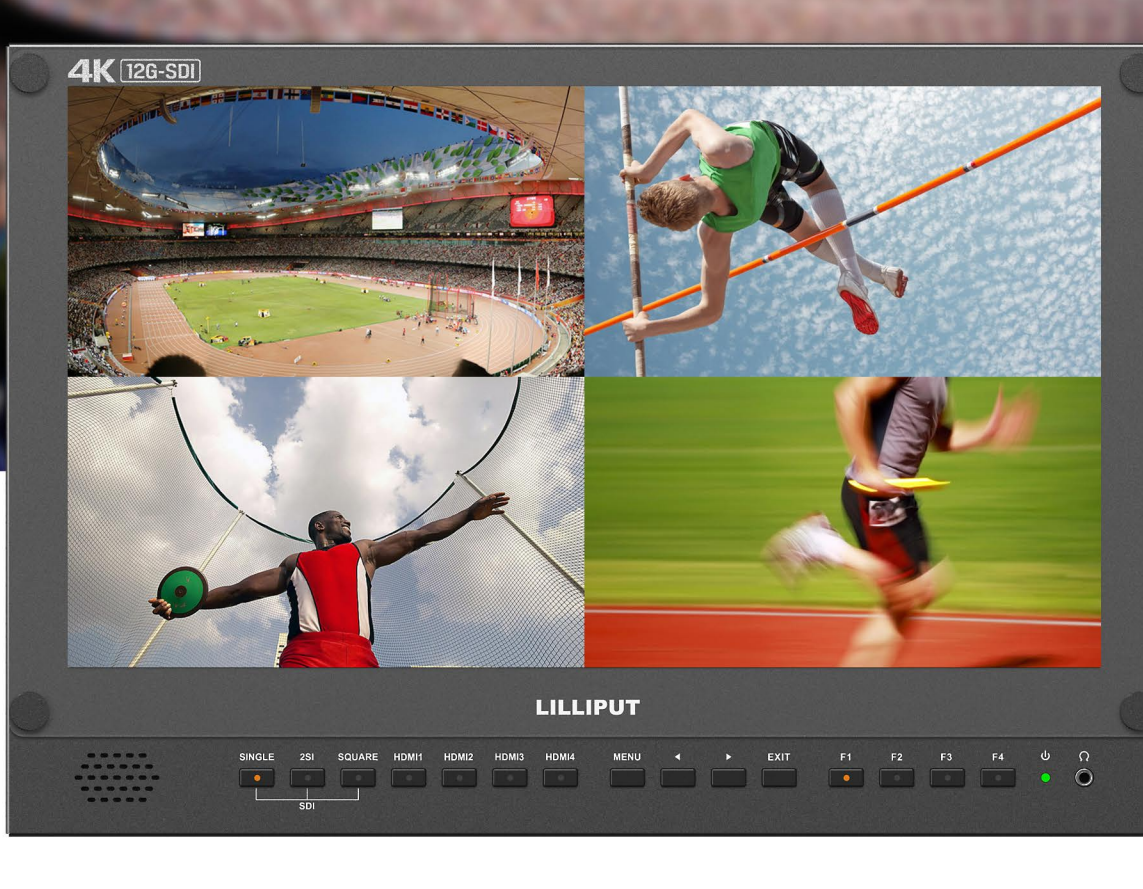 4K 12G-SDI
LILLIPUT
SINGLE 2SI SQUARE HDMI1 HDMI2 HDMI3 HDMI4 MENU EXIT F1 F2 F3 F4
SDI